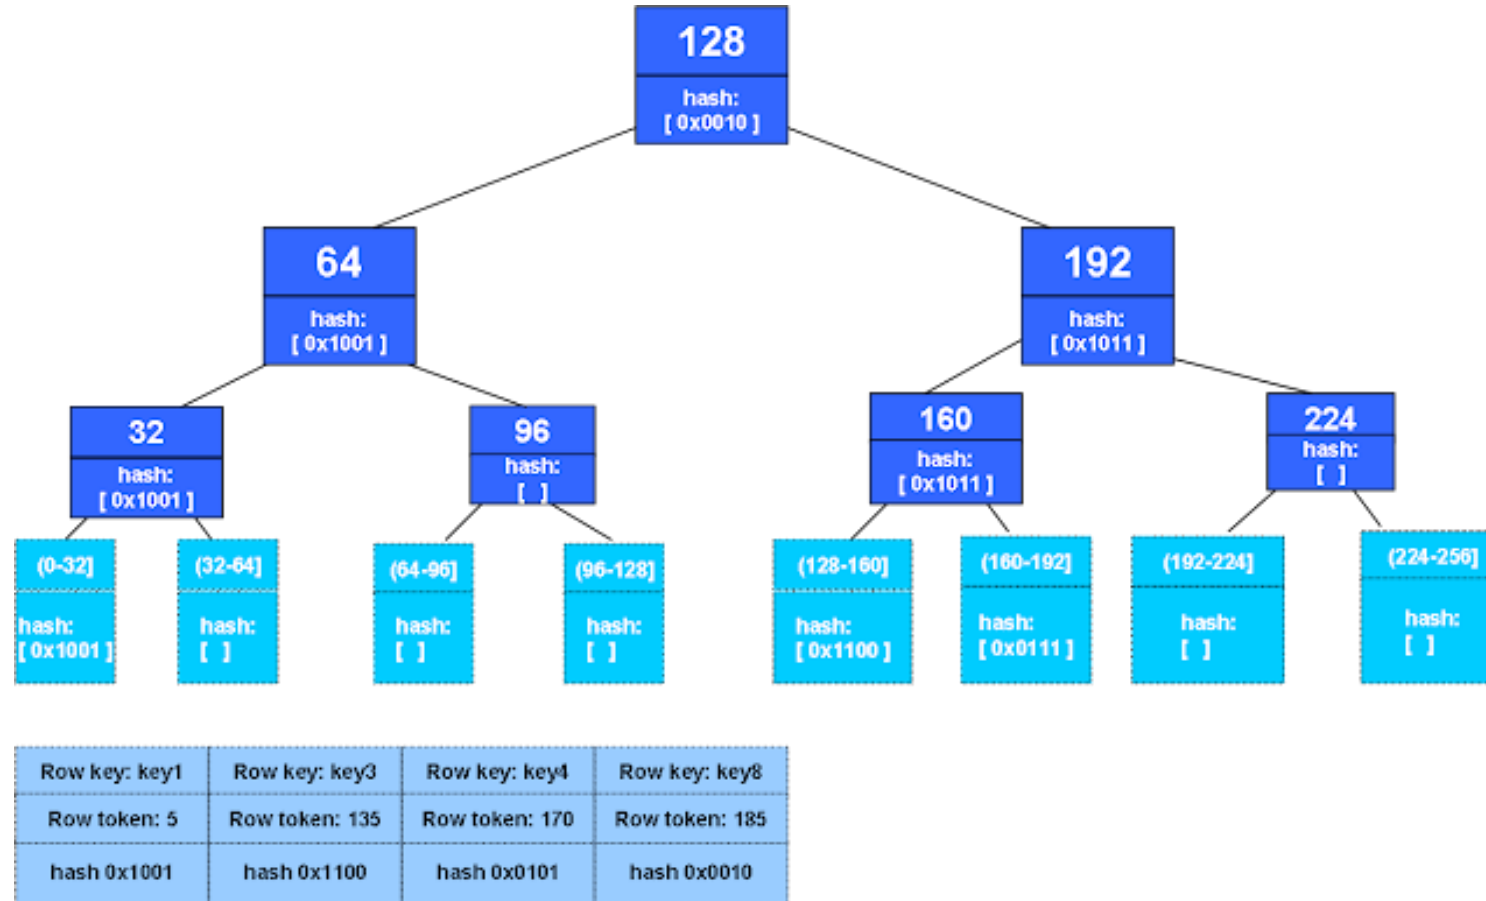 128
hash:
[ 0x0010 ]
64
hash:
[ 0x1001 ]
192
hash:
[ 0x1011 ]
32
hash:
[ 0x1001 ]
96
hash:
[ ]
160
hash:
[ 0x1011 ]
224
hash:
[ ]
(0-32]
hash:
[ 0x1001 ]
(32-64]
hash:
[ ]
(64-96]
hash:
[ ]
(96-128]
hash:
[ ]
(128-160]
hash:
[ 0x1100 ]
(160-192]
hash:
[ 0x0111 ]
(192-224]
hash:
[ ]
(224-256]
hash:
[ ]
Row key: key1 Row key: key3 Row key: key4 Row key: key8
Row token: 5 Row token: 135 Row token: 170 Row token: 185
hash 0x1001 hash 0x1100 hash 0x0101 hash 0x0010